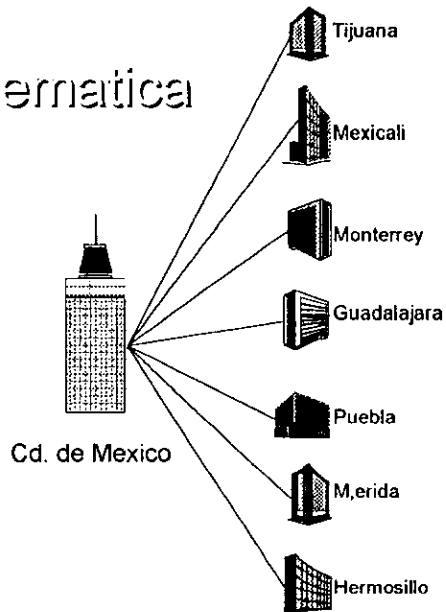 ematica
Tijuana
Mexicali
Monterrey
Guadalajara
Puebla
Cd. de Mexico
M,erida
Hermosillo